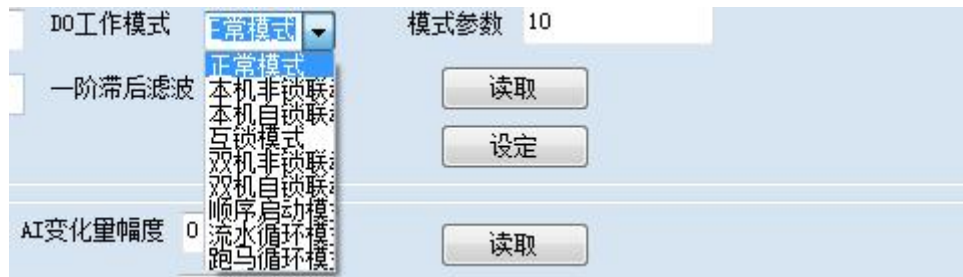 DO工作模式 正常模式 模式参数 10
正常模式
一阶滞后滤波 本机非锁联 读取
本机自锁联
互锁模式 设定
双机非锁联
双机自锁联
顺序启动模
AI变化量幅度 0 流水循环模 读取
跑马循环模